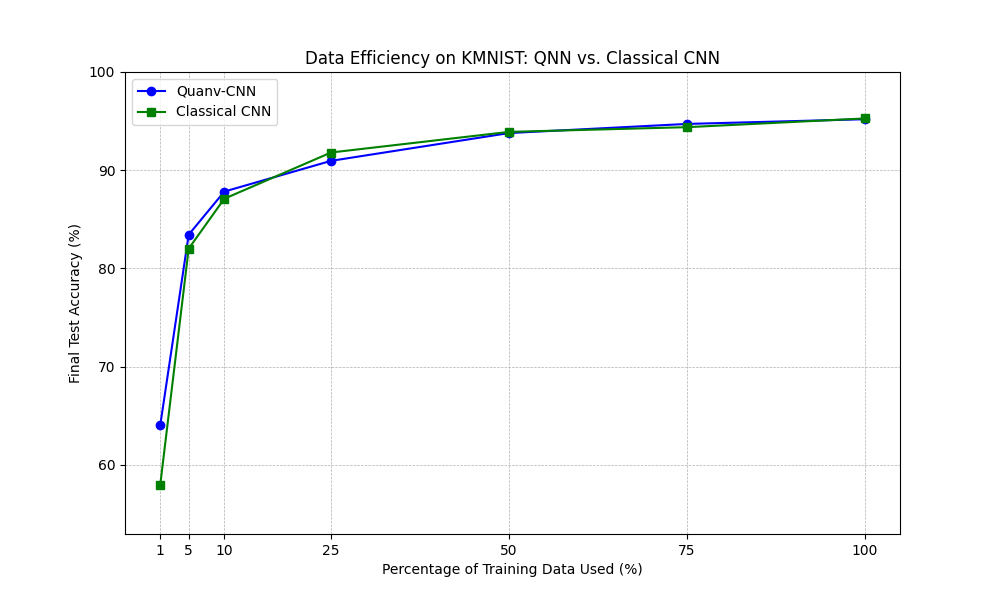 Data Efficiency on KMNIST: QNN vs. Classical CNN
Quanv-CNN
Classical CNN
Final Test Accuracy (%)
100
90
80
70
60
1 5 10 25 50 75 100
Percentage of Training Data Used (%)